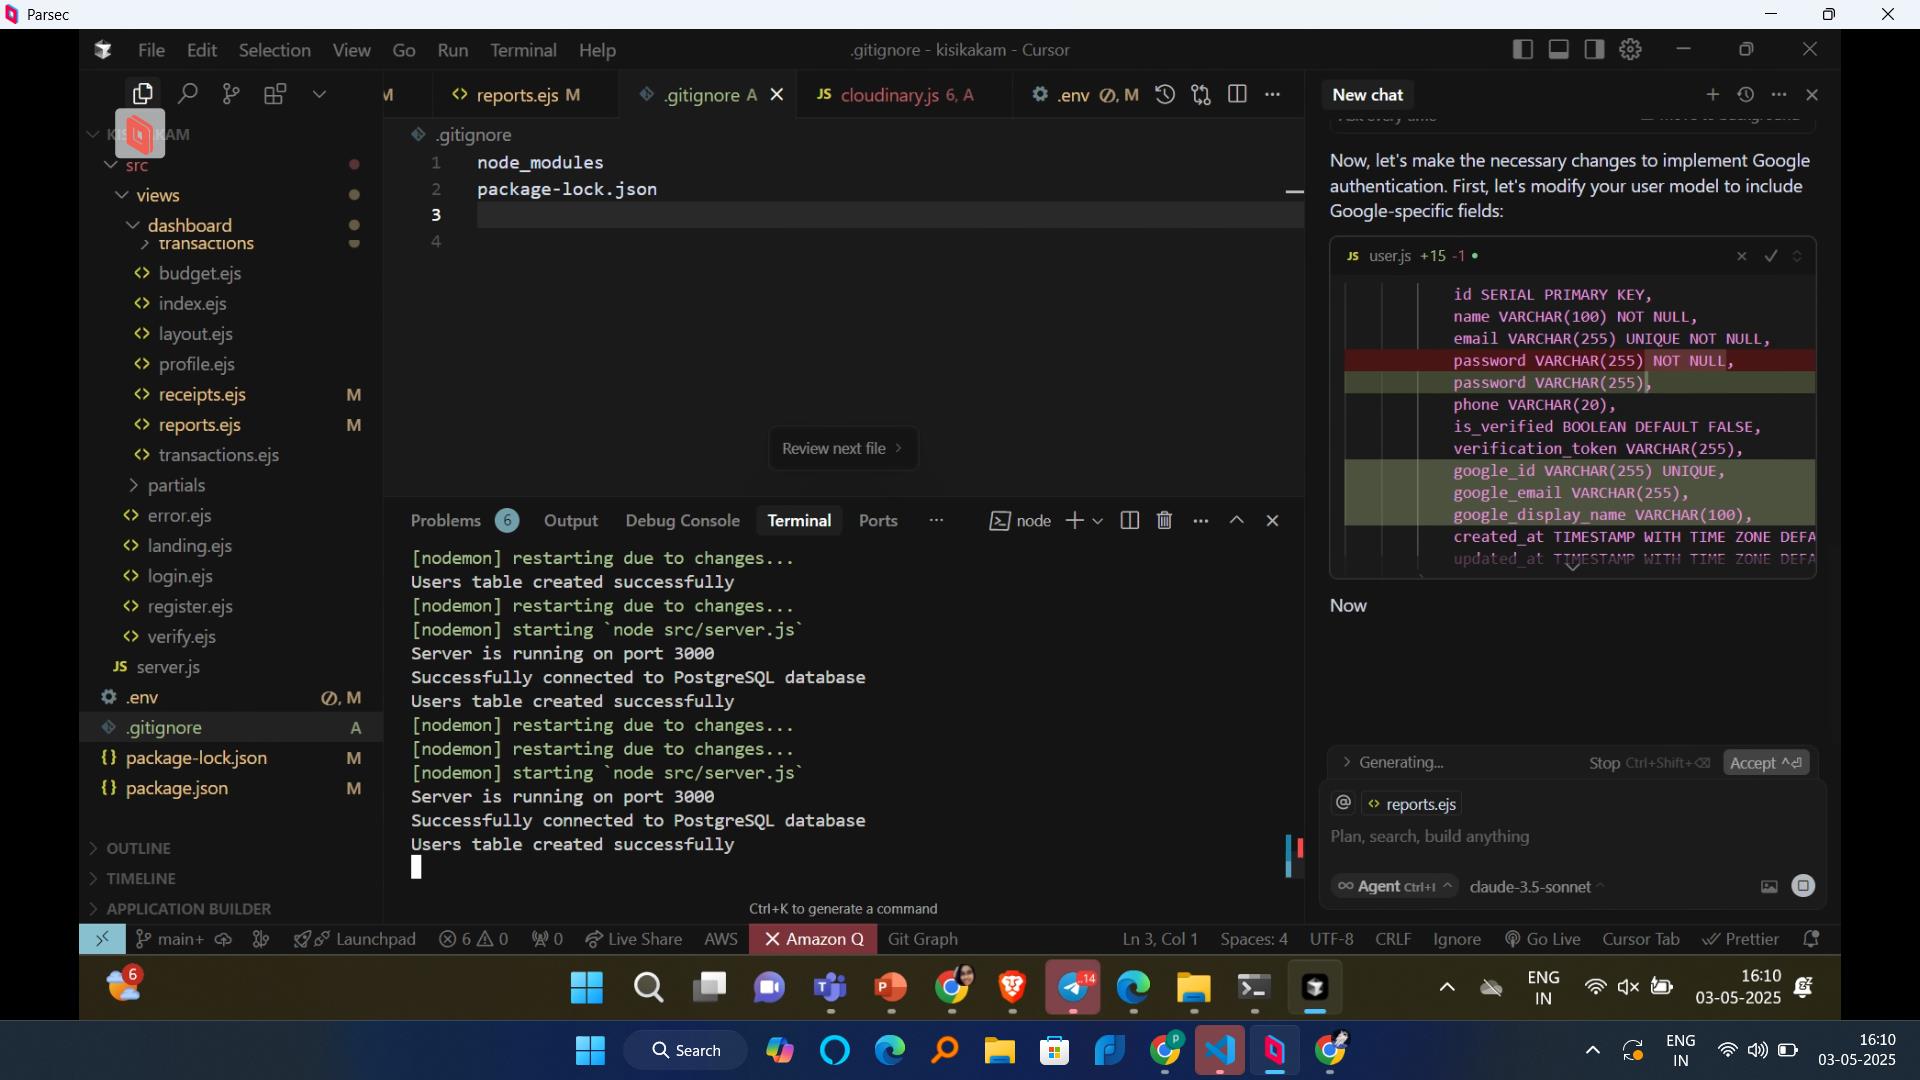 Parsec
File Edit Selection View Go Run Terminal Help
.gitignore - kisikakam - Cursor
M
reports.ejs M
.gitignore A
JS cloudinary.js 6, A
.env M
New chat
src
views
dashboard
transactions
budget.ejs
index.ejs
layout.ejs
profile.ejs
receipts.ejs M
reports.ejs M
transactions.ejs
partials
error.ejs
landing.ejs
login.ejs
register.ejs
verify.ejs
JS server.js
.env , M
.gitignore A
{} package-lock.json M
{} package.json M
OUTLINE
TIMELINE
APPLICATION BUILDER
.gitignore
1 node_modules
2 package-lock.json
3
4
Review next file
Problems 6 Output Debug Console Terminal Ports
node
[nodemon] restarting due to changes...
Users table created successfully
[nodemon] restarting due to changes...
[nodemon] starting `node src/server.js`
Server is running on port 3000
Successfully connected to PostgreSQL database
Users table created successfully
[nodemon] restarting due to changes...
[nodemon] restarting due to changes...
[nodemon] starting `node src/server.js`
Server is running on port 3000
Successfully connected to PostgreSQL database
Users table created successfully
Ctrl+K to generate a command
Now, let's make the necessary changes to implement Google
authentication. First, let's modify your user model to include
Google-specific fields:
JS user.js +15 -1
id SERIAL PRIMARY KEY,
name VARCHAR(100) NOT NULL,
email VARCHAR(255) UNIQUE NOT NULL,
password VARCHAR(255) NOT NULL,
password VARCHAR(255),
phone VARCHAR(20),
is_verified BOOLEAN DEFAULT FALSE,
verification_token VARCHAR(255),
google_id VARCHAR(255) UNIQUE,
google_email VARCHAR(255),
google_display_name VARCHAR(100),
created_at TIMESTAMP WITH TIME ZONE DEFA
updated_at TIMESTAMP WITH TIME ZONE DEFA
Now
Generating...
Stop Ctrl+Shift+⌫
Accept ^⏎
@ reports.ejs
Plan, search, build anything
∞ Agent Ctrl+I
claude-3.5-sonnet
main+ Launchpad 6 0 0 Live Share AWS Amazon Q Git Graph
Ln 3, Col 1 Spaces: 4 UTF-8 CRLF Ignore Go Live Cursor Tab Prettier
6
14
ENG
IN
16:10
03-05-2025
Search
P
ENG
IN
16:10
03-05-2025